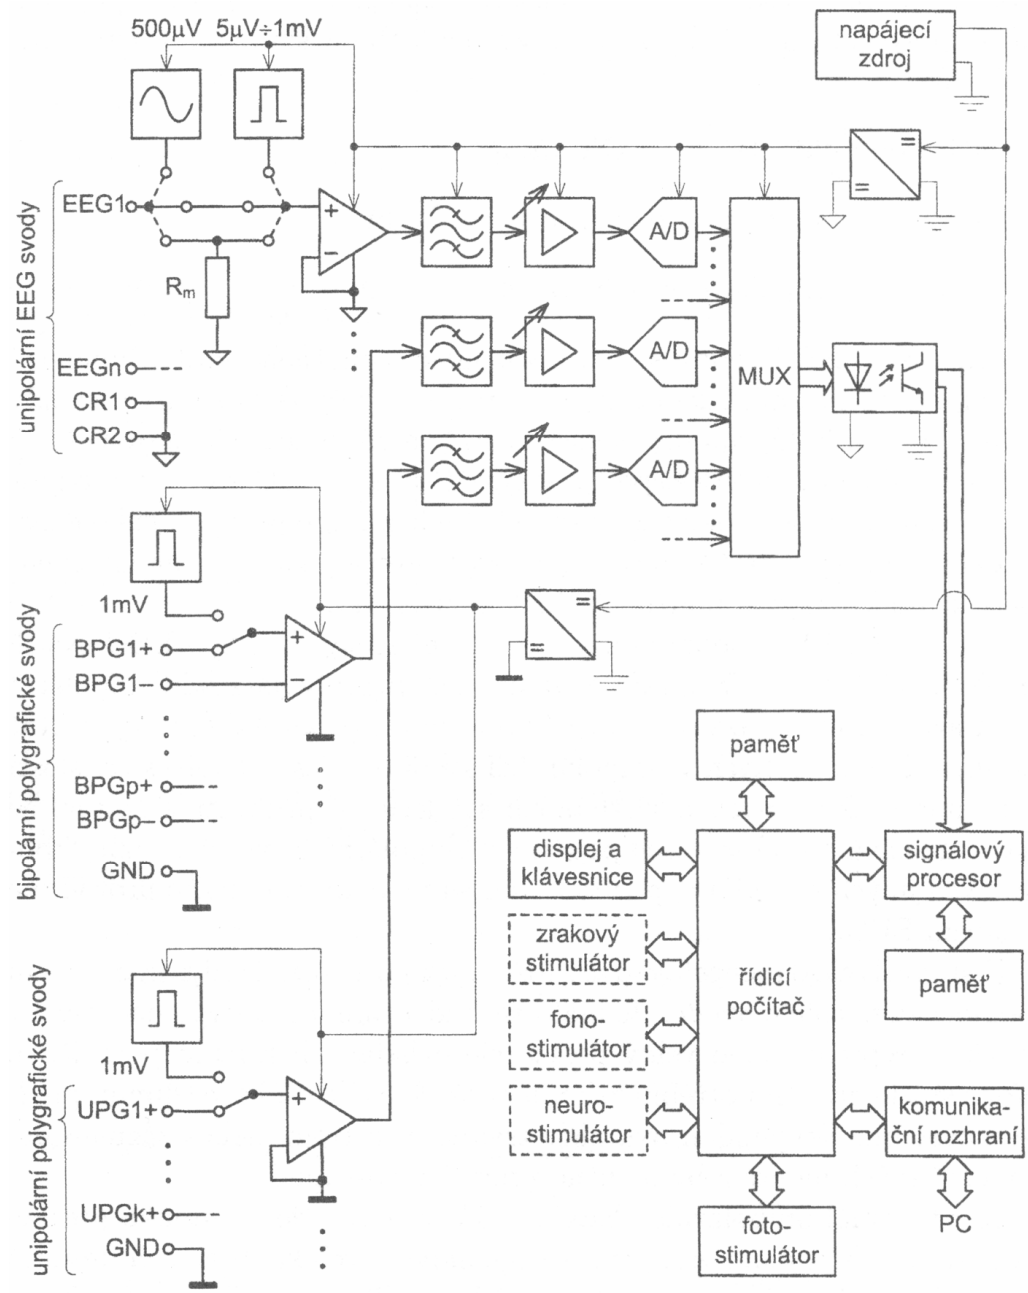 500µV 5µV÷1mV
napájecí
zdroj
unipolární EEG svody
EEG1
R_m
EEGn
CR1
CR2
A/D
A/D
A/D
MUX
bipolární polygrafické svody
1mV
BPG1+
BPG1−
BPGp+
BPGp−
GND
unipolární polygrafické svody
1mV
UPG1+
UPGk+
GND
paměť
displej a
klávesnice
zrakový
stimulátor
fono-
stimulátor
neuro-
stimulátor
řídicí
počítač
signálový
procesor
paměť
komunika-
ční rozhraní
PC
foto-
stimulátor
+
−
+
−
+
−